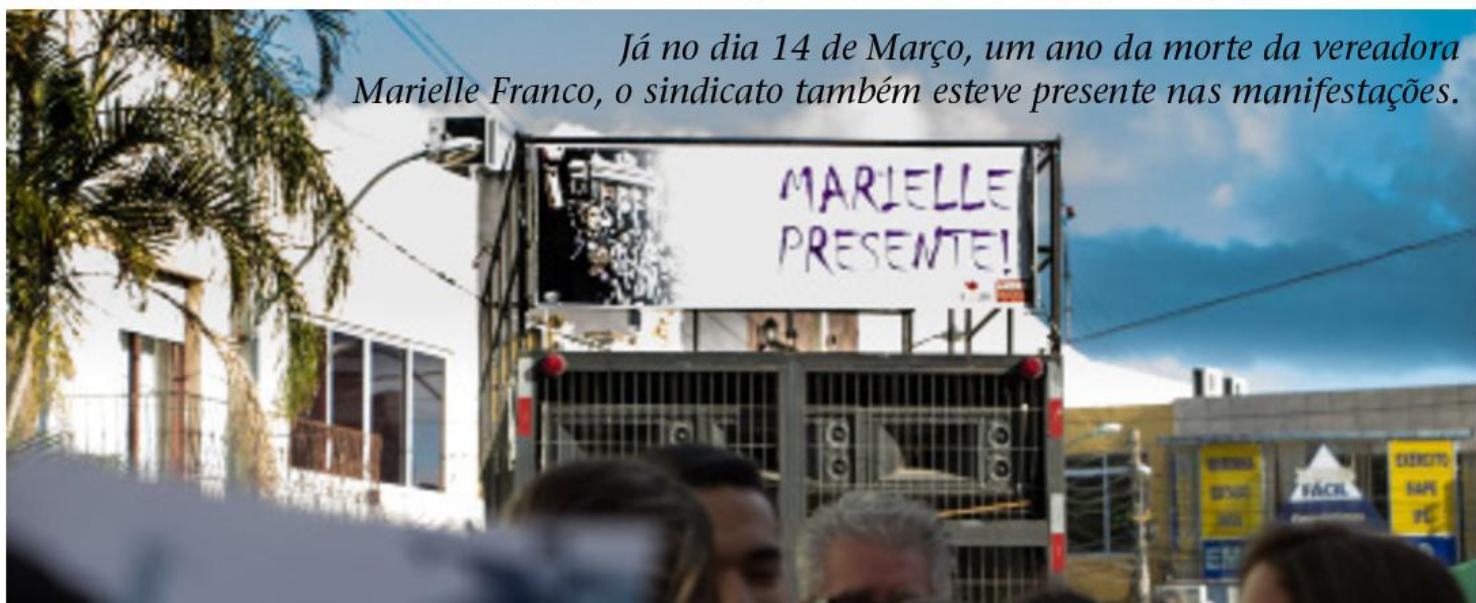 Já no dia 14 de Março, um ano da morte da vereadora
Marielle Franco, o sindicato também esteve presente nas manifestações.
MARIELLE
PRESENTE!
FÁCIL
EXERCITO